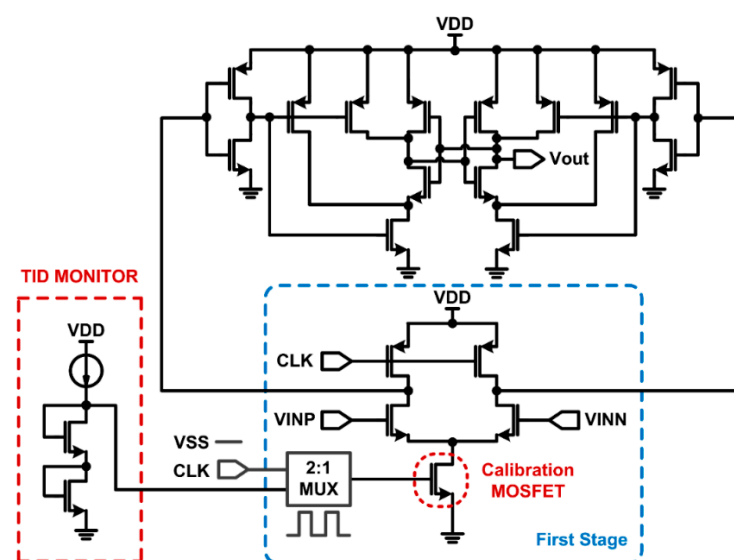 VDD
Vout
TID MONITOR
VDD
VDD
CLK
VINP
VINN
VSS
CLK
2:1
MUX
Calibration
MOSFET
First Stage